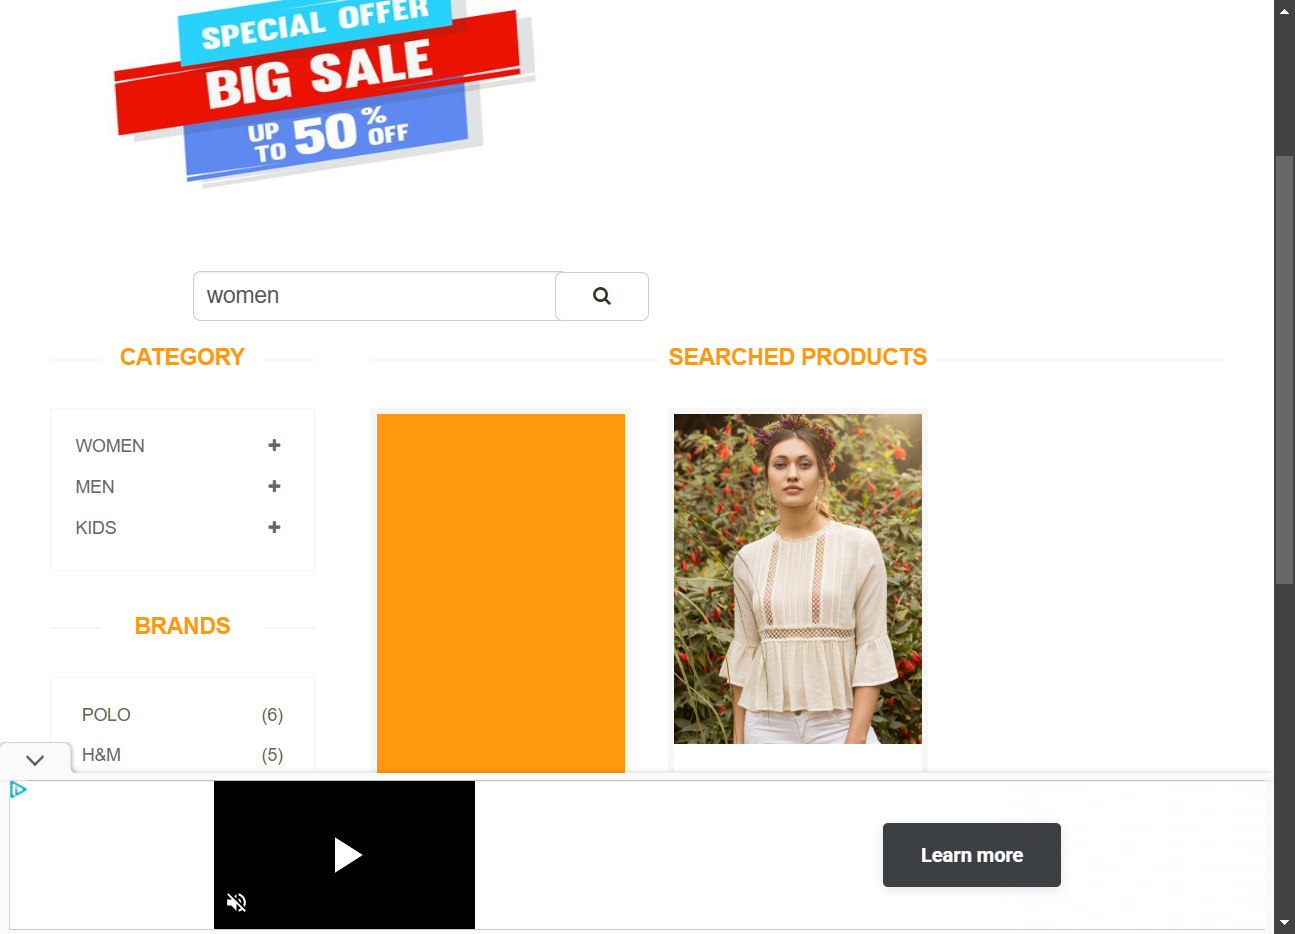 SPECIAL OFFER
BIG SALE
UP TO 50% OFF
women
CATEGORY
WOMEN
MEN
KIDS
BRANDS
POLO (6)
H&M (5)
SEARCHED PRODUCTS
Learn more